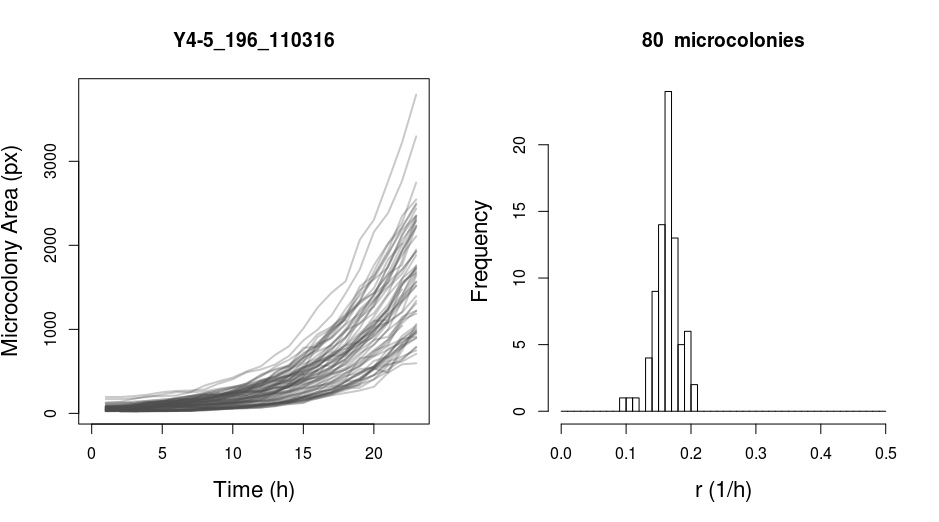 Y4-5_196_110316
Microcolony Area (px)
3000
2000
1000
0
0 5 10 15 20
Time (h)
80 microcolonies
Frequency
20
15
10
5
0
0.0 0.1 0.2 0.3 0.4 0.5
r (1/h)